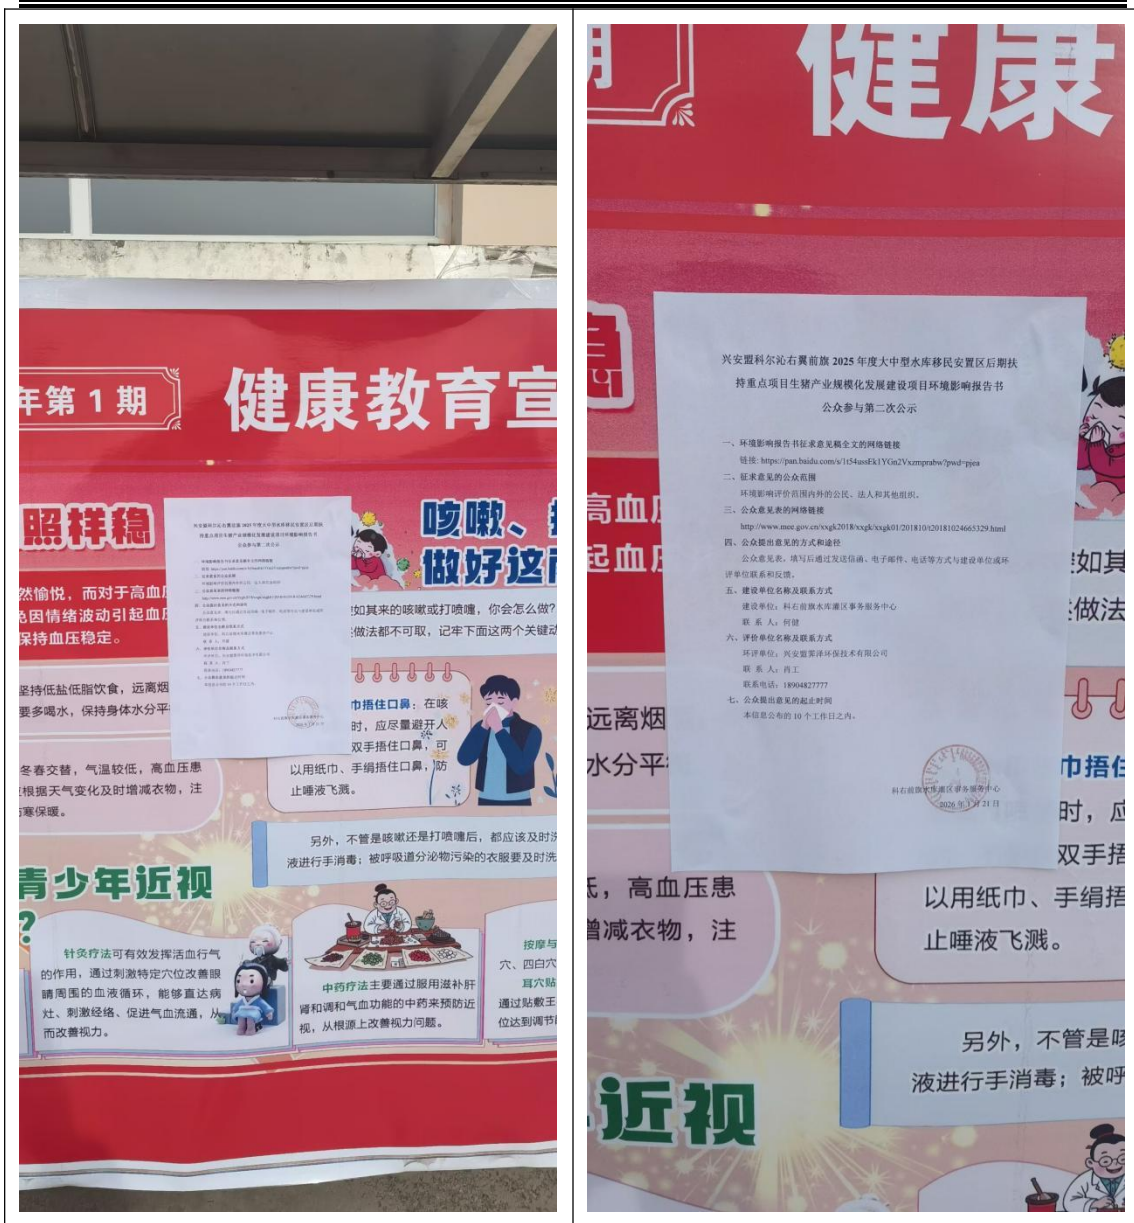 年第1期
健康教育宣
照样稳
咳嗽、
做好这
然愉悦，而对于高血
免因情绪波动引起血
保持血压稳定。
如其来的咳嗽或打喷嚏，你会怎么做?
做法都不可取，记牢下面这两个关键动
坚持低盐低脂饮食，远离烟
要多喝水，保持身体水分平
巾捂住口鼻：在咳
时，应尽量避开人
双手捂住口鼻，可
以用纸巾、手绢捂住口鼻，防
止唾液飞溅。
冬春交替，气温较低，高血压患
根据天气变化及时增减衣物，注
寒保暖。
另外，不管是咳嗽还是打喷嚏后，都应该及时洗
液进行手消毒；被呼吸道分泌物污染的衣服要及时洗
青少年近视
?
针灸疗法可有效发挥活血行气
的作用，通过刺激特定穴位改善眼
睛周围的血液循环，能够直达病
灶、刺激经络、促进气血流通，从
而改善视力。
中药疗法主要通过服用滋补肝
肾和调和气血功能的中药来预防近
视，从根源上改善视力问题。
按摩与
穴、四白穴
耳穴贴
通过贴敷王
位达到调节
期
健康
兴安盟科尔沁右翼前旗 2025 年度大中型水库移民安置区后期扶
持重点项目生猪产业规模化发展建设项目环境影响报告书
公众参与第二次公示
一、环境影响报告书征求意见稿全文的网络链接
链接: https://pan.baidu.com/s/1t54ussEk1YGn2Vxzmprabw?pwd=pjea
二、征求意见的公众范围
环境影响评价范围内外的公民、法人和其他组织。
三、公众意见表的网络链接
http://www.mee.gov.cn/xxgk2018/xxgk/xxgk01/201810/t20181024665329.html
四、公众提出意见的方式和途径
公众意见表，填写后通过发送信函、电子邮件、电话等方式与建设单位或环
评单位联系和反馈。
五、建设单位名称及联系方式
建设单位：科右前旗水库灌区事务服务中心
联 系 人：何健
六、评价单位名称及联系方式
环评单位：兴安盟霁洋环保技术有限公司
联 系 人：肖工
联系电话：18904827777
七、公众提出意见的起止时间
本信息公布的 10 个工作日之内。
科右前旗水库灌区事务服务中心
2026 年 1 月 21 日
高血
起血
如其
做法
远离烟
水分平
巾捂住
时，应
双手捂
以用纸巾、手绢捂
止唾液飞溅。
低，高血压患
增减衣物，注
另外，不管是咳
液进行手消毒；被呼
近视